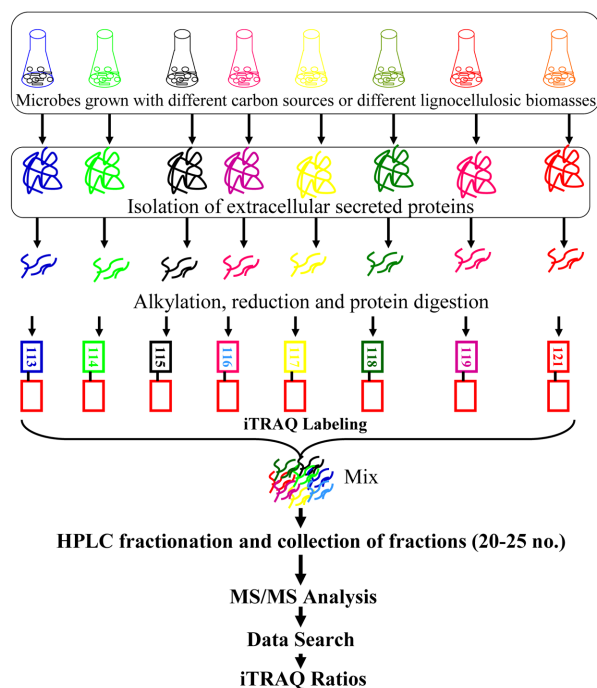 Microbes grown with different carbon sources or different lignocellulosic biomasses
Isolation of extracellular secreted proteins
Alkylation, reduction and protein digestion
113 114 115 116 117 118 119 121
iTRAQ Labeling
Mix
HPLC fractionation and collection of fractions (20-25 no.)
MS/MS Analysis
Data Search
iTRAQ Ratios